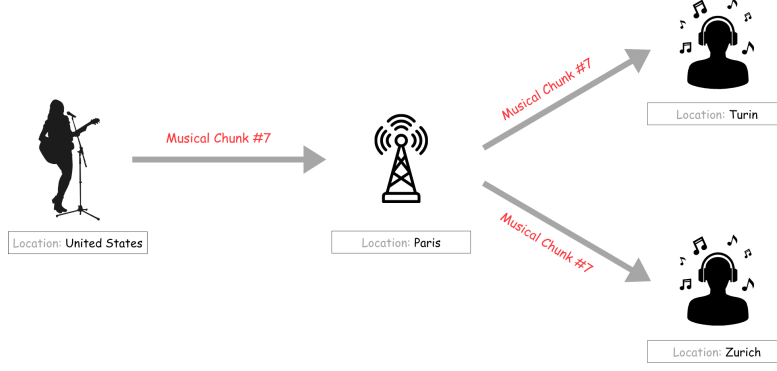 Musical Chunk #7
Location: United States
Location: Paris
Musical Chunk #7
Location: Turin
Musical Chunk #7
Location: Zurich